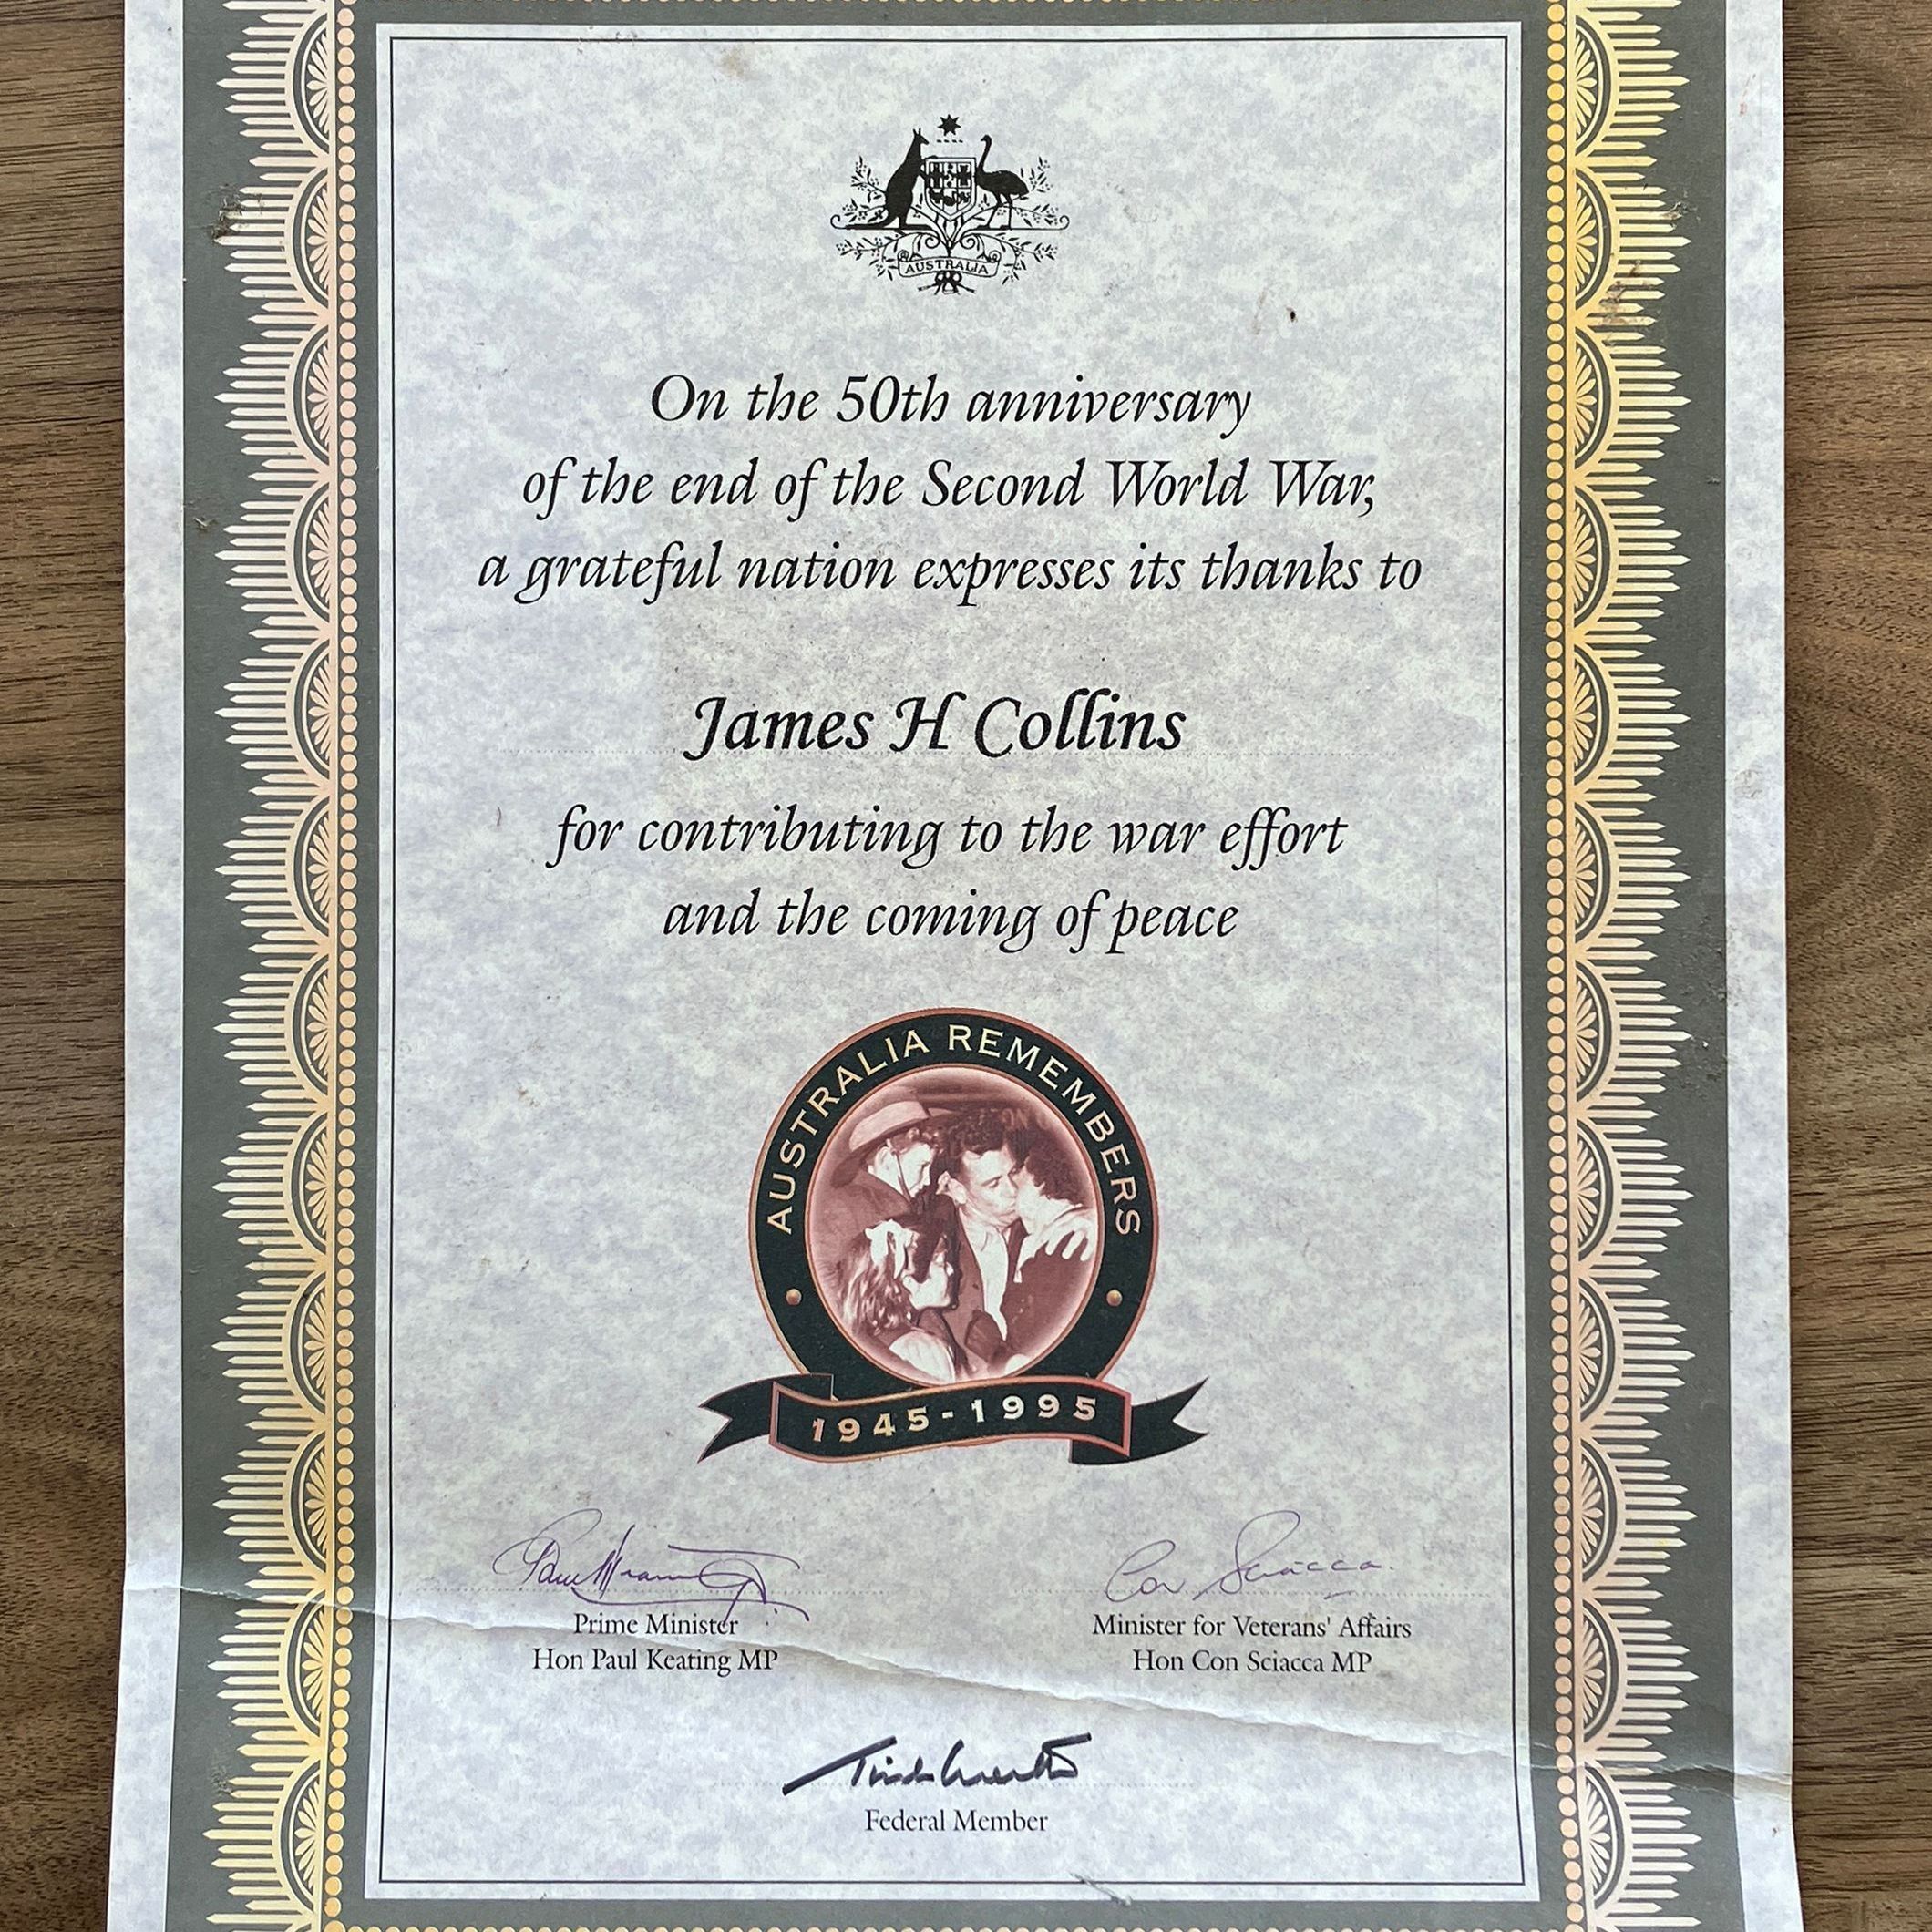 AUSTRALIA
On the 50th anniversary
of the end of the Second World War,
a grateful nation expresses its thanks to
James H Collins
for contributing to the war effort
and the coming of peace
AUSTRALIA REMEMBERS
1945-1995
Con Sciacca
Prime Minister
Hon Paul Keating MP
Minister for Veterans' Affairs
Hon Con Sciacca MP
Federal Member